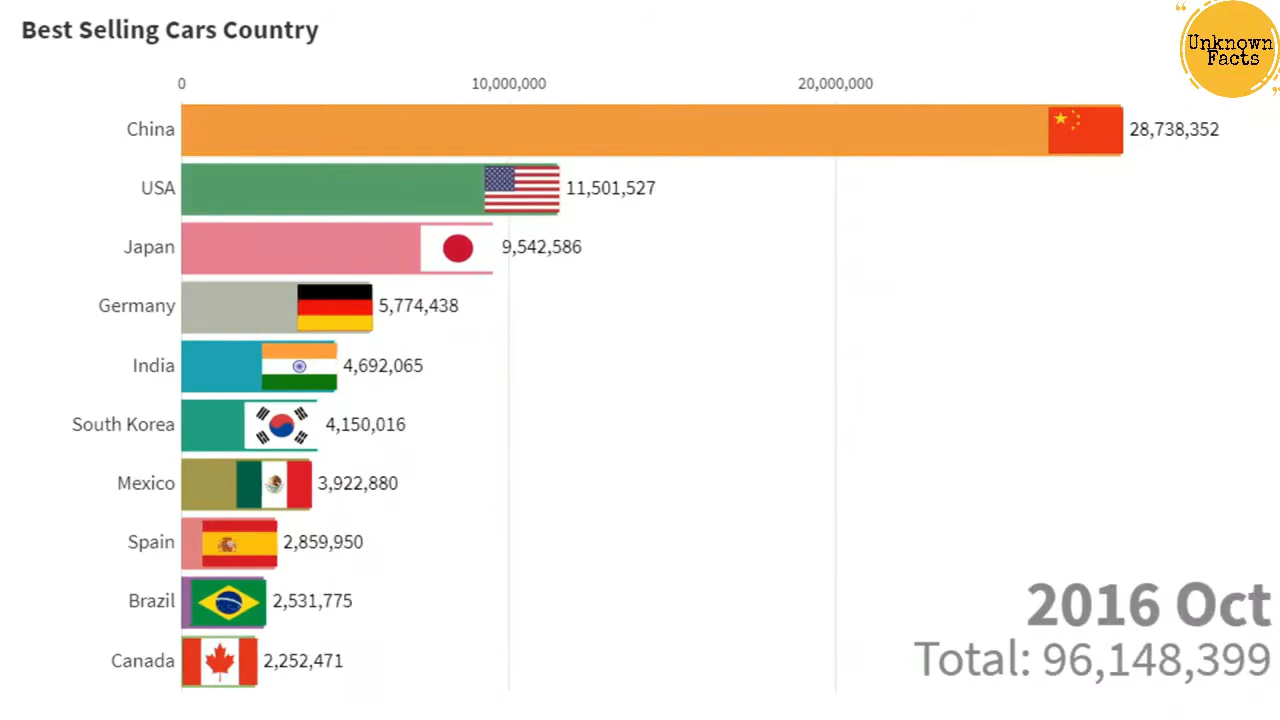 Best Selling Cars Country
“
Unknown
Facts
”
0 10,000,000 20,000,000
China 28,738,352
USA 11,501,527
Japan 9,542,586
Germany 5,774,438
India 4,692,065
South Korea 4,150,016
Mexico 3,922,880
Spain 2,859,950
Brazil 2,531,775
Canada 2,252,471
2016 Oct
Total: 96,148,399